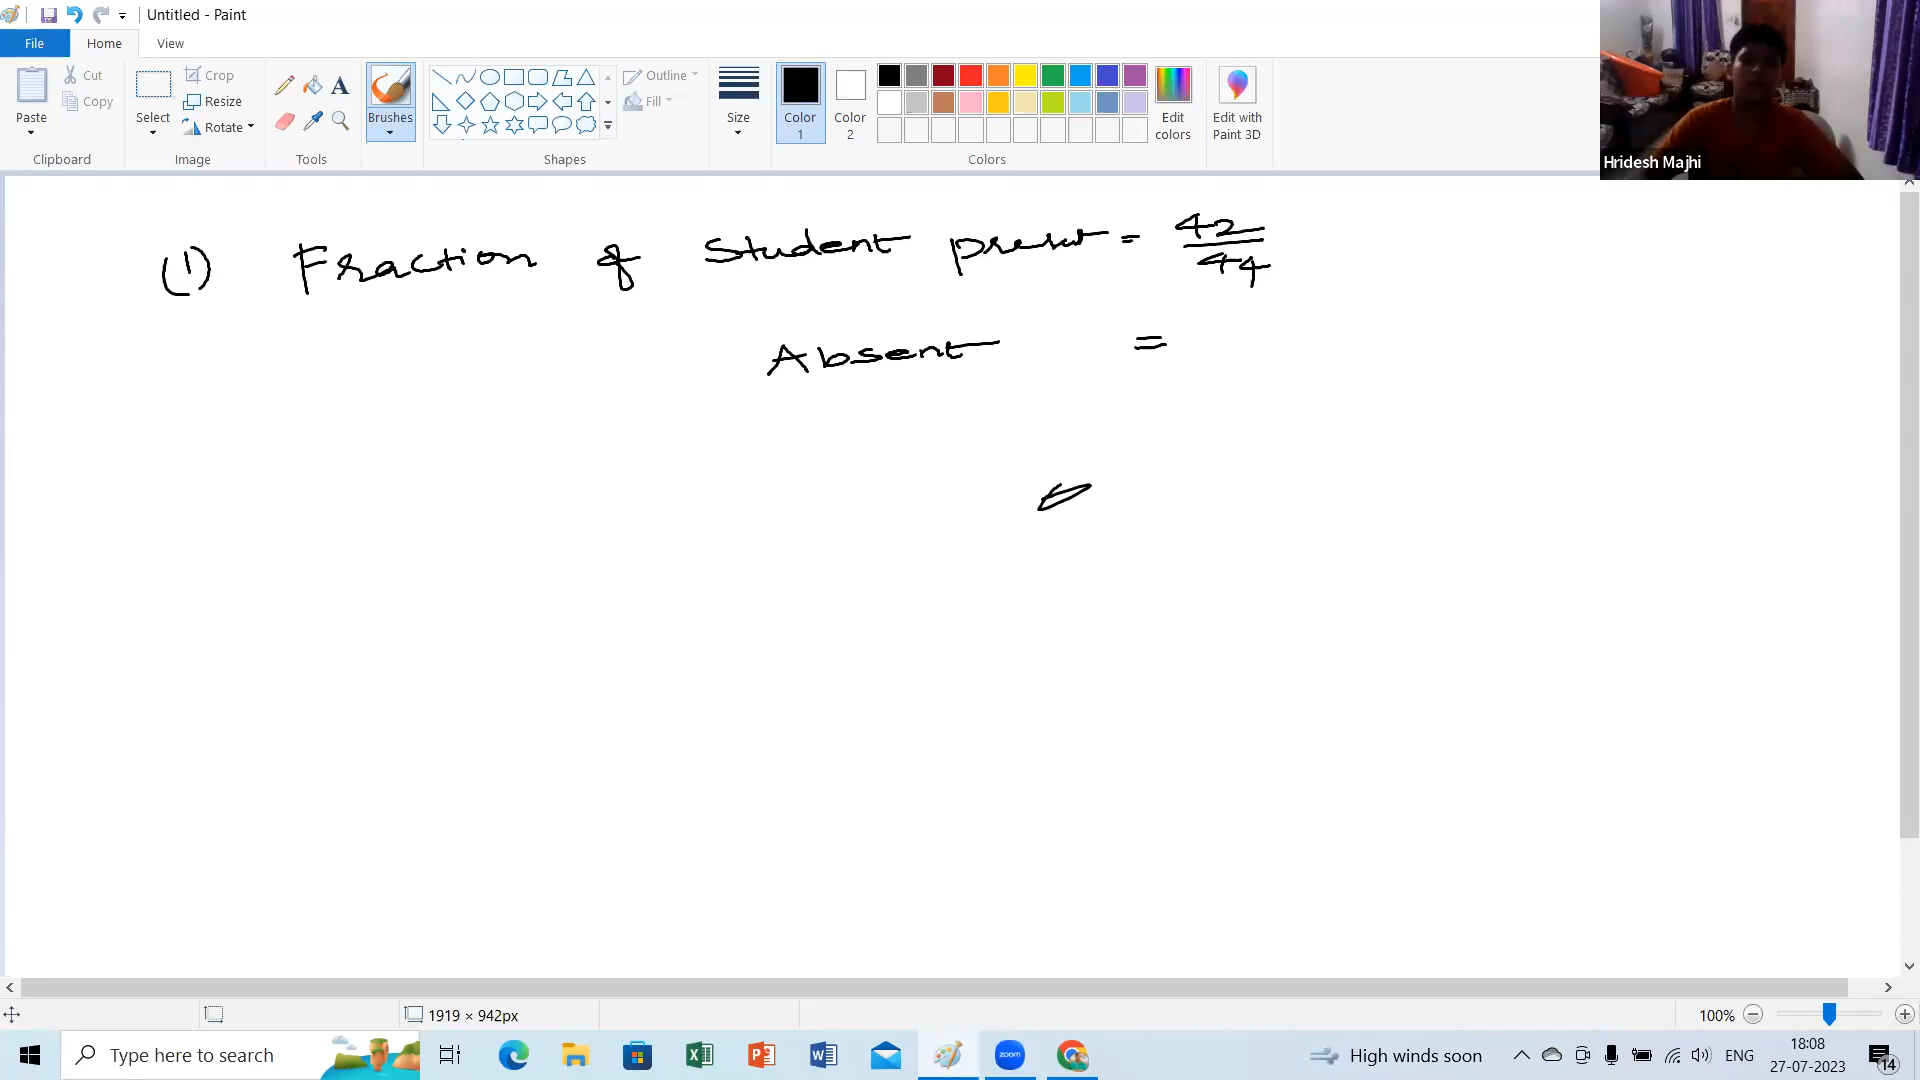 Untitled - Paint
File Home View
Paste Cut Copy Clipboard
Select Crop Resize Rotate Image
Tools
Brushes
Shapes Outline Fill
Size
Color 1 Color 2 Edit colors Colors
Edit with Paint 3D
Hridesh Majhi
(1) Fraction of Student present = 42/44
Absent =
1919 × 942px 100%
Type here to search
zoom
High winds soon ENG 18:08 27-07-2023 14